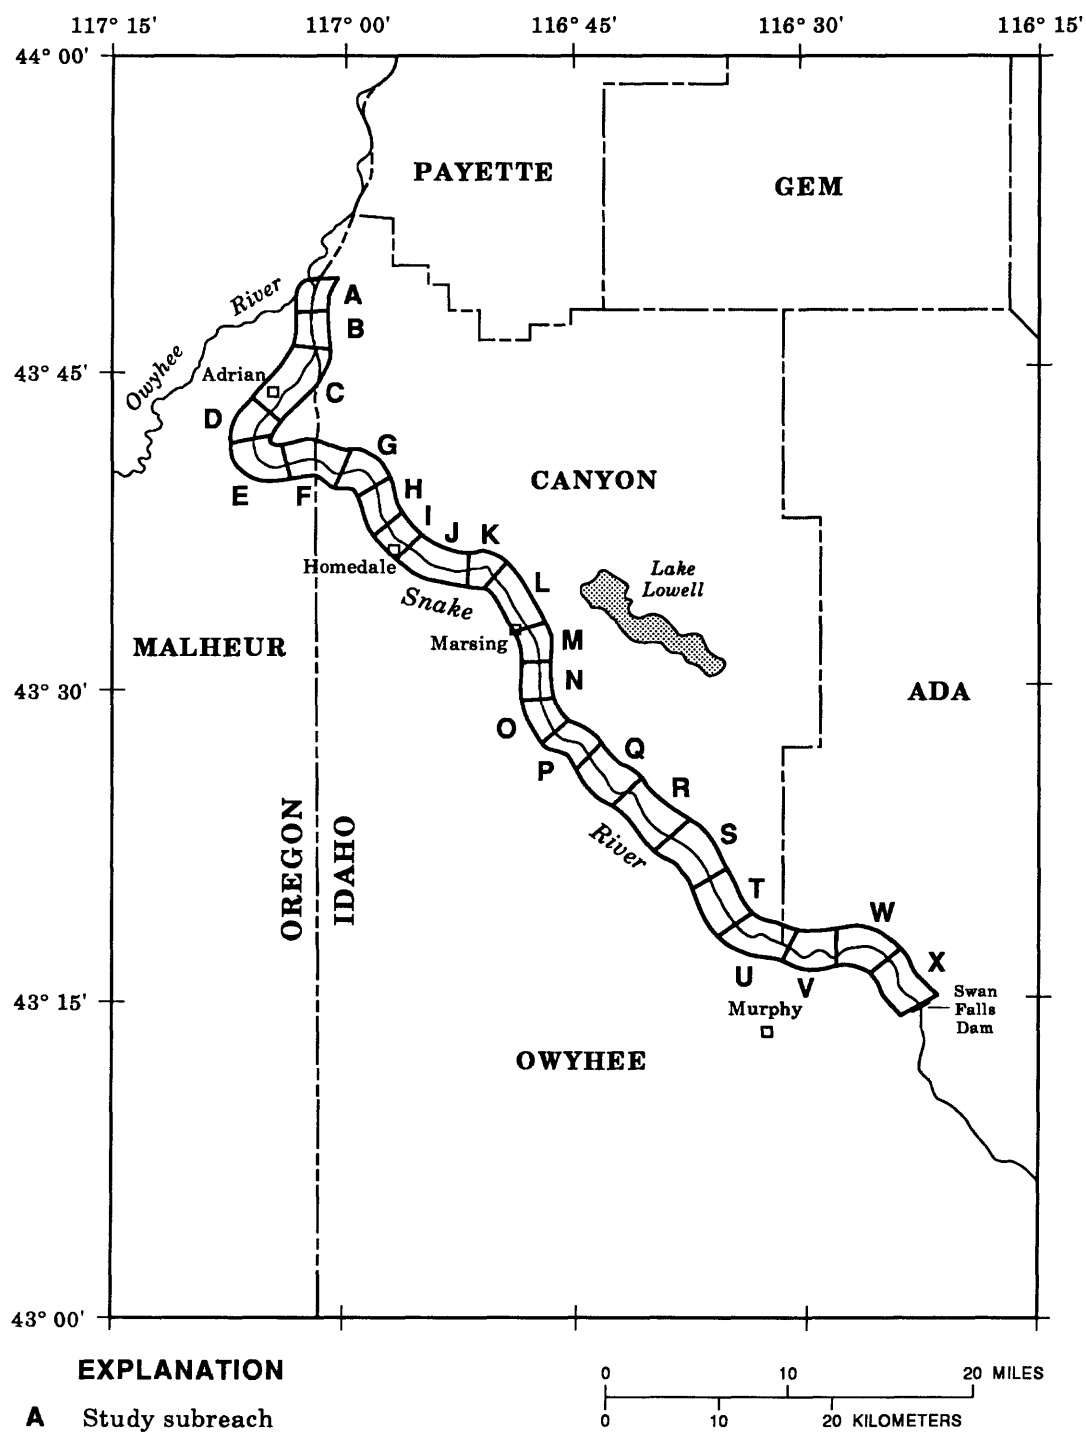 117° 15' 117° 00' 116° 45' 116° 30' 116° 15'
44° 00'
PAYETTE
GEM
River
A
B
Owyhee
43° 45'
Adrian
C
D
G
CANYON
E
F
H
I
J
K
Homedale
Lake
Lowell
L
Snake
MALHEUR
Marsing
M
N
43° 30'
ADA
O
P
Q
R
S
River
OREGON
IDAHO
T
W
U
V
X
43° 15'
Swan
Falls
Dam
Murphy
OWYHEE
43° 00'
EXPLANATION
A Study subreach
0 10 20 MILES
0 10 20 KILOMETERS